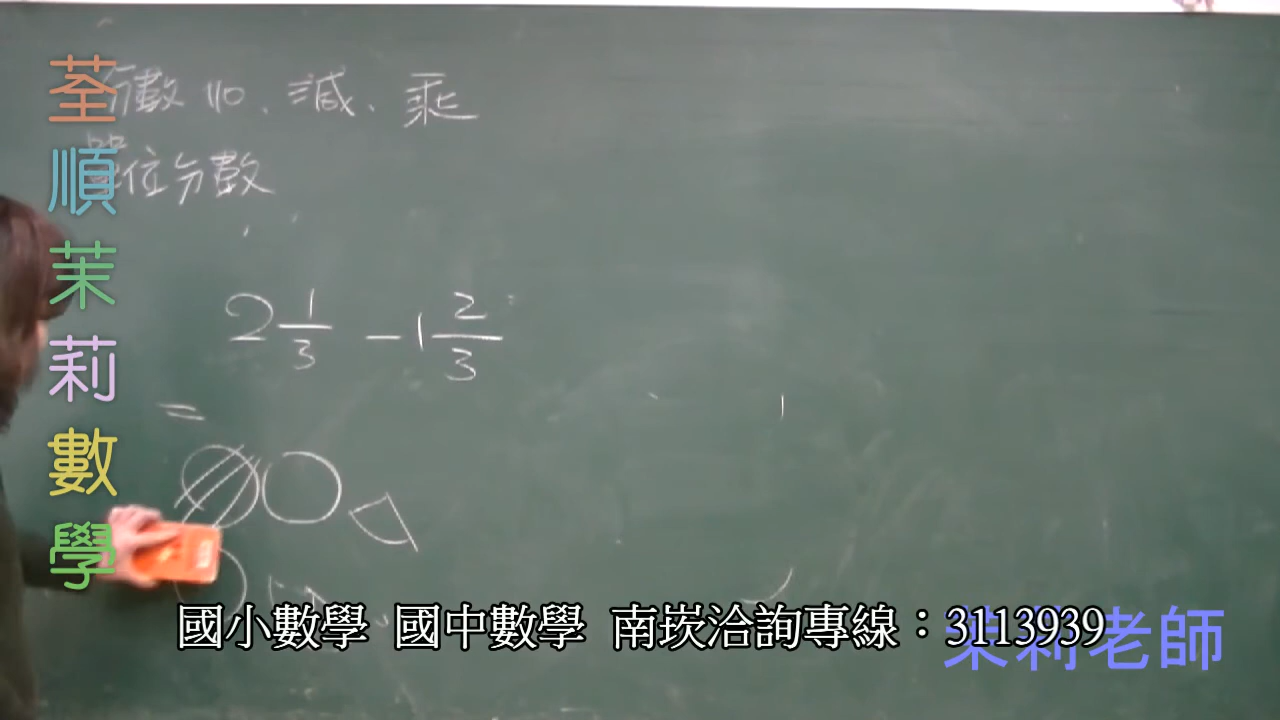 荃順茉莉數學
分數加、減、乘
單位分數
2 1/3 - 1 2/3
=
國小數學 國中數學 南崁洽詢專線：3113939
茉莉老師